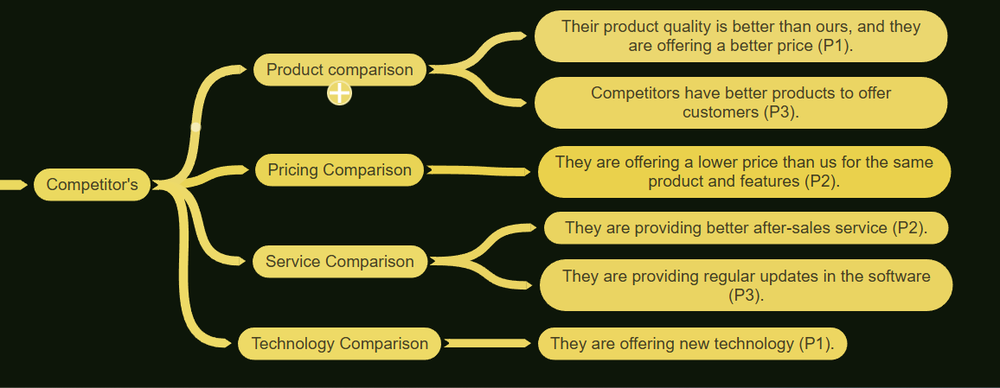 Their product quality is better than ours, and they
are offering a better price (P1).
Product comparison
Competitors have better products to offer
customers (P3).
They are offering a lower price than us for the same
product and features (P2).
Pricing Comparison
Competitor's
They are providing better after-sales service (P2).
Service Comparison
They are providing regular updates in the software
(P3).
Technology Comparison
They are offering new technology (P1).